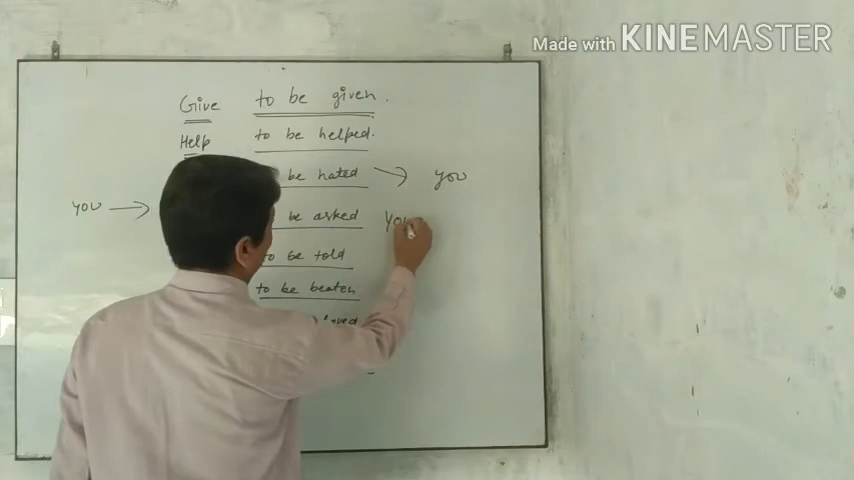 Made with KINEMASTER
Give to be given.
Help to be helped.
be hated → you
you → be asked you
to be told
to be beaten